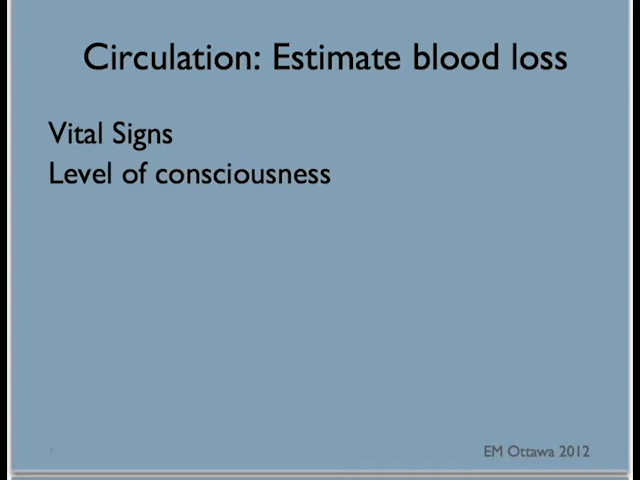 Circulation: Estimate blood loss
Vital Signs
Level of consciousness
EM Ottawa 2012